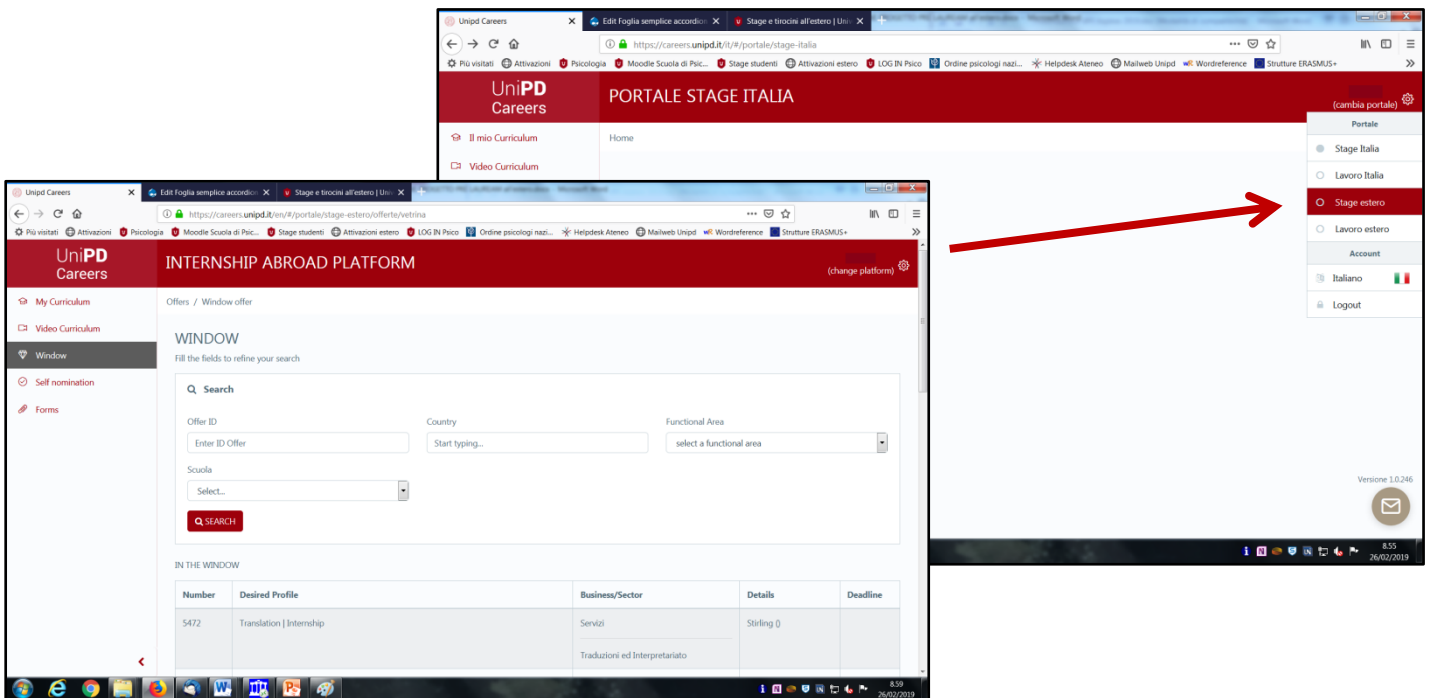 Unipd Careers
Edit Foglia semplice accordion
Stage e tirocini all'estero | Uni
https://careers.unipd.it/it/#/portale/stage-italia
Più visitati Attivazioni Psicologia Moodle Scuola di Psic... Stage studenti Attivazioni estero LOG IN Psico Ordine psicologi nazi... Helpdesk Ateneo Mailweb Unipd Wordreference Strutture ERASMUS+
UniPD
Careers
PORTALE STAGE ITALIA
(cambia portale)
Il mio Curriculum
Home
Video Curriculum
Portale
Stage Italia
Lavoro Italia
Stage estero
Lavoro estero
Account
Italiano
Logout
Versione 1.0.246
8.55
26/02/2019
Unipd Careers
Edit Foglia semplice accordion
Stage e tirocini all'estero | Uni
https://careers.unipd.it/en/#/portale/stage-estero/offerte/vetrina
Più visitati Attivazioni Psicologia Moodle Scuola di Psic... Stage studenti Attivazioni estero LOG IN Psico Ordine psicologi nazi... Helpdesk Ateneo Mailweb Unipd Wordreference Strutture ERASMUS+
UniPD
Careers
INTERNSHIP ABROAD PLATFORM
(change platform)
My Curriculum
Video Curriculum
Window
Self nomination
Forms
Offers / Window offer
WINDOW
Fill the fields to refine your search
Search
Offer ID Country Functional Area
Enter ID Offer Start typing... select a functional area
Scuola
Select...
SEARCH
IN THE WINDOW
Number Desired Profile Business/Sector Details Deadline
5472 Translation | Internship Servizi Stirling ()
Traduzioni ed Interpretariato
8.59
26/02/2019